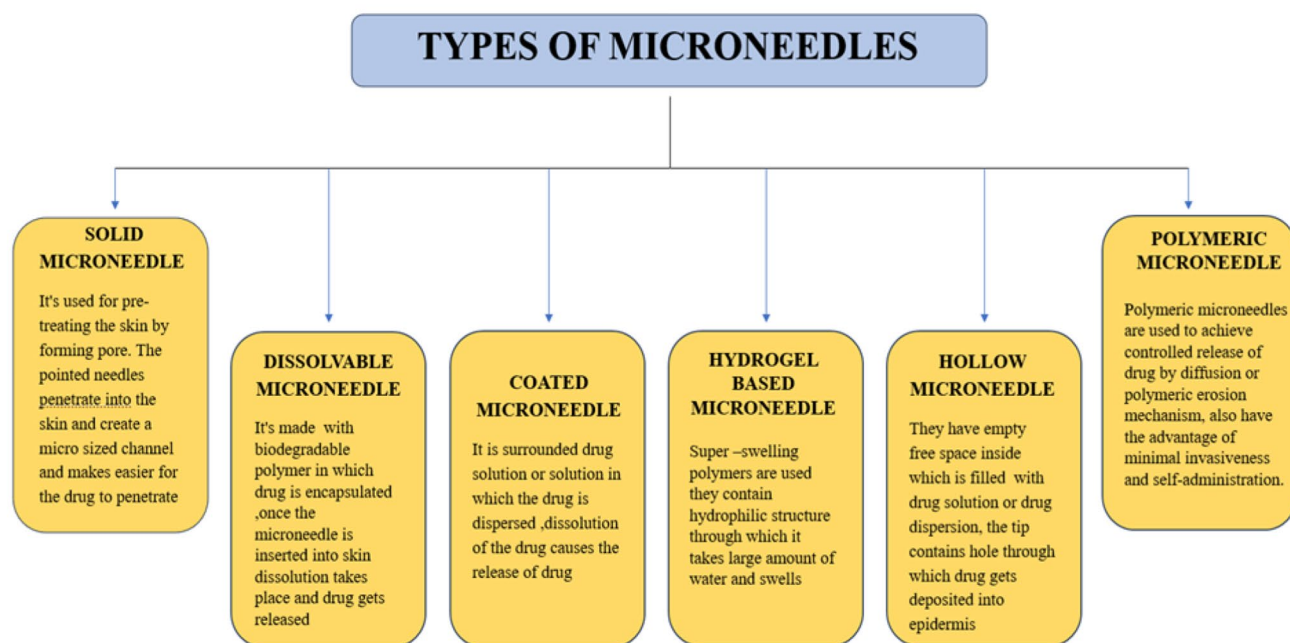 TYPES OF MICRONEEDLES
SOLID
MICRONEEDLE
It's used for pre-
treating the skin by
forming pore. The
pointed needles
penetrate into the
skin and create a
micro sized channel
and makes easier for
the drug to penetrate
DISSOLVABLE
MICRONEEDLE
It's made with
biodegradable
polymer in which
drug is encapsulated
,once the
microneedle is
inserted into skin
dissolution takes
place and drug gets
released
COATED
MICRONEEDLE
It is surrounded drug
solution or solution in
which the drug is
dispersed ,dissolution
of the drug causes the
release of drug
HYDROGEL
BASED
MICRONEEDLE
Super –swelling
polymers are used
they contain
hydrophilic structure
through which it
takes large amount of
water and swells
HOLLOW
MICRONEEDLE
They have empty
free space inside
which is filled with
drug solution or drug
dispersion, the tip
contains hole through
which drug gets
deposited into
epidermis
POLYMERIC
MICRONEEDLE
Polymeric microneedles
are used to achieve
controlled release of
drug by diffusion or
polymeric erosion
mechanism, also have
the advantage of
minimal invasiveness
and self-administration.